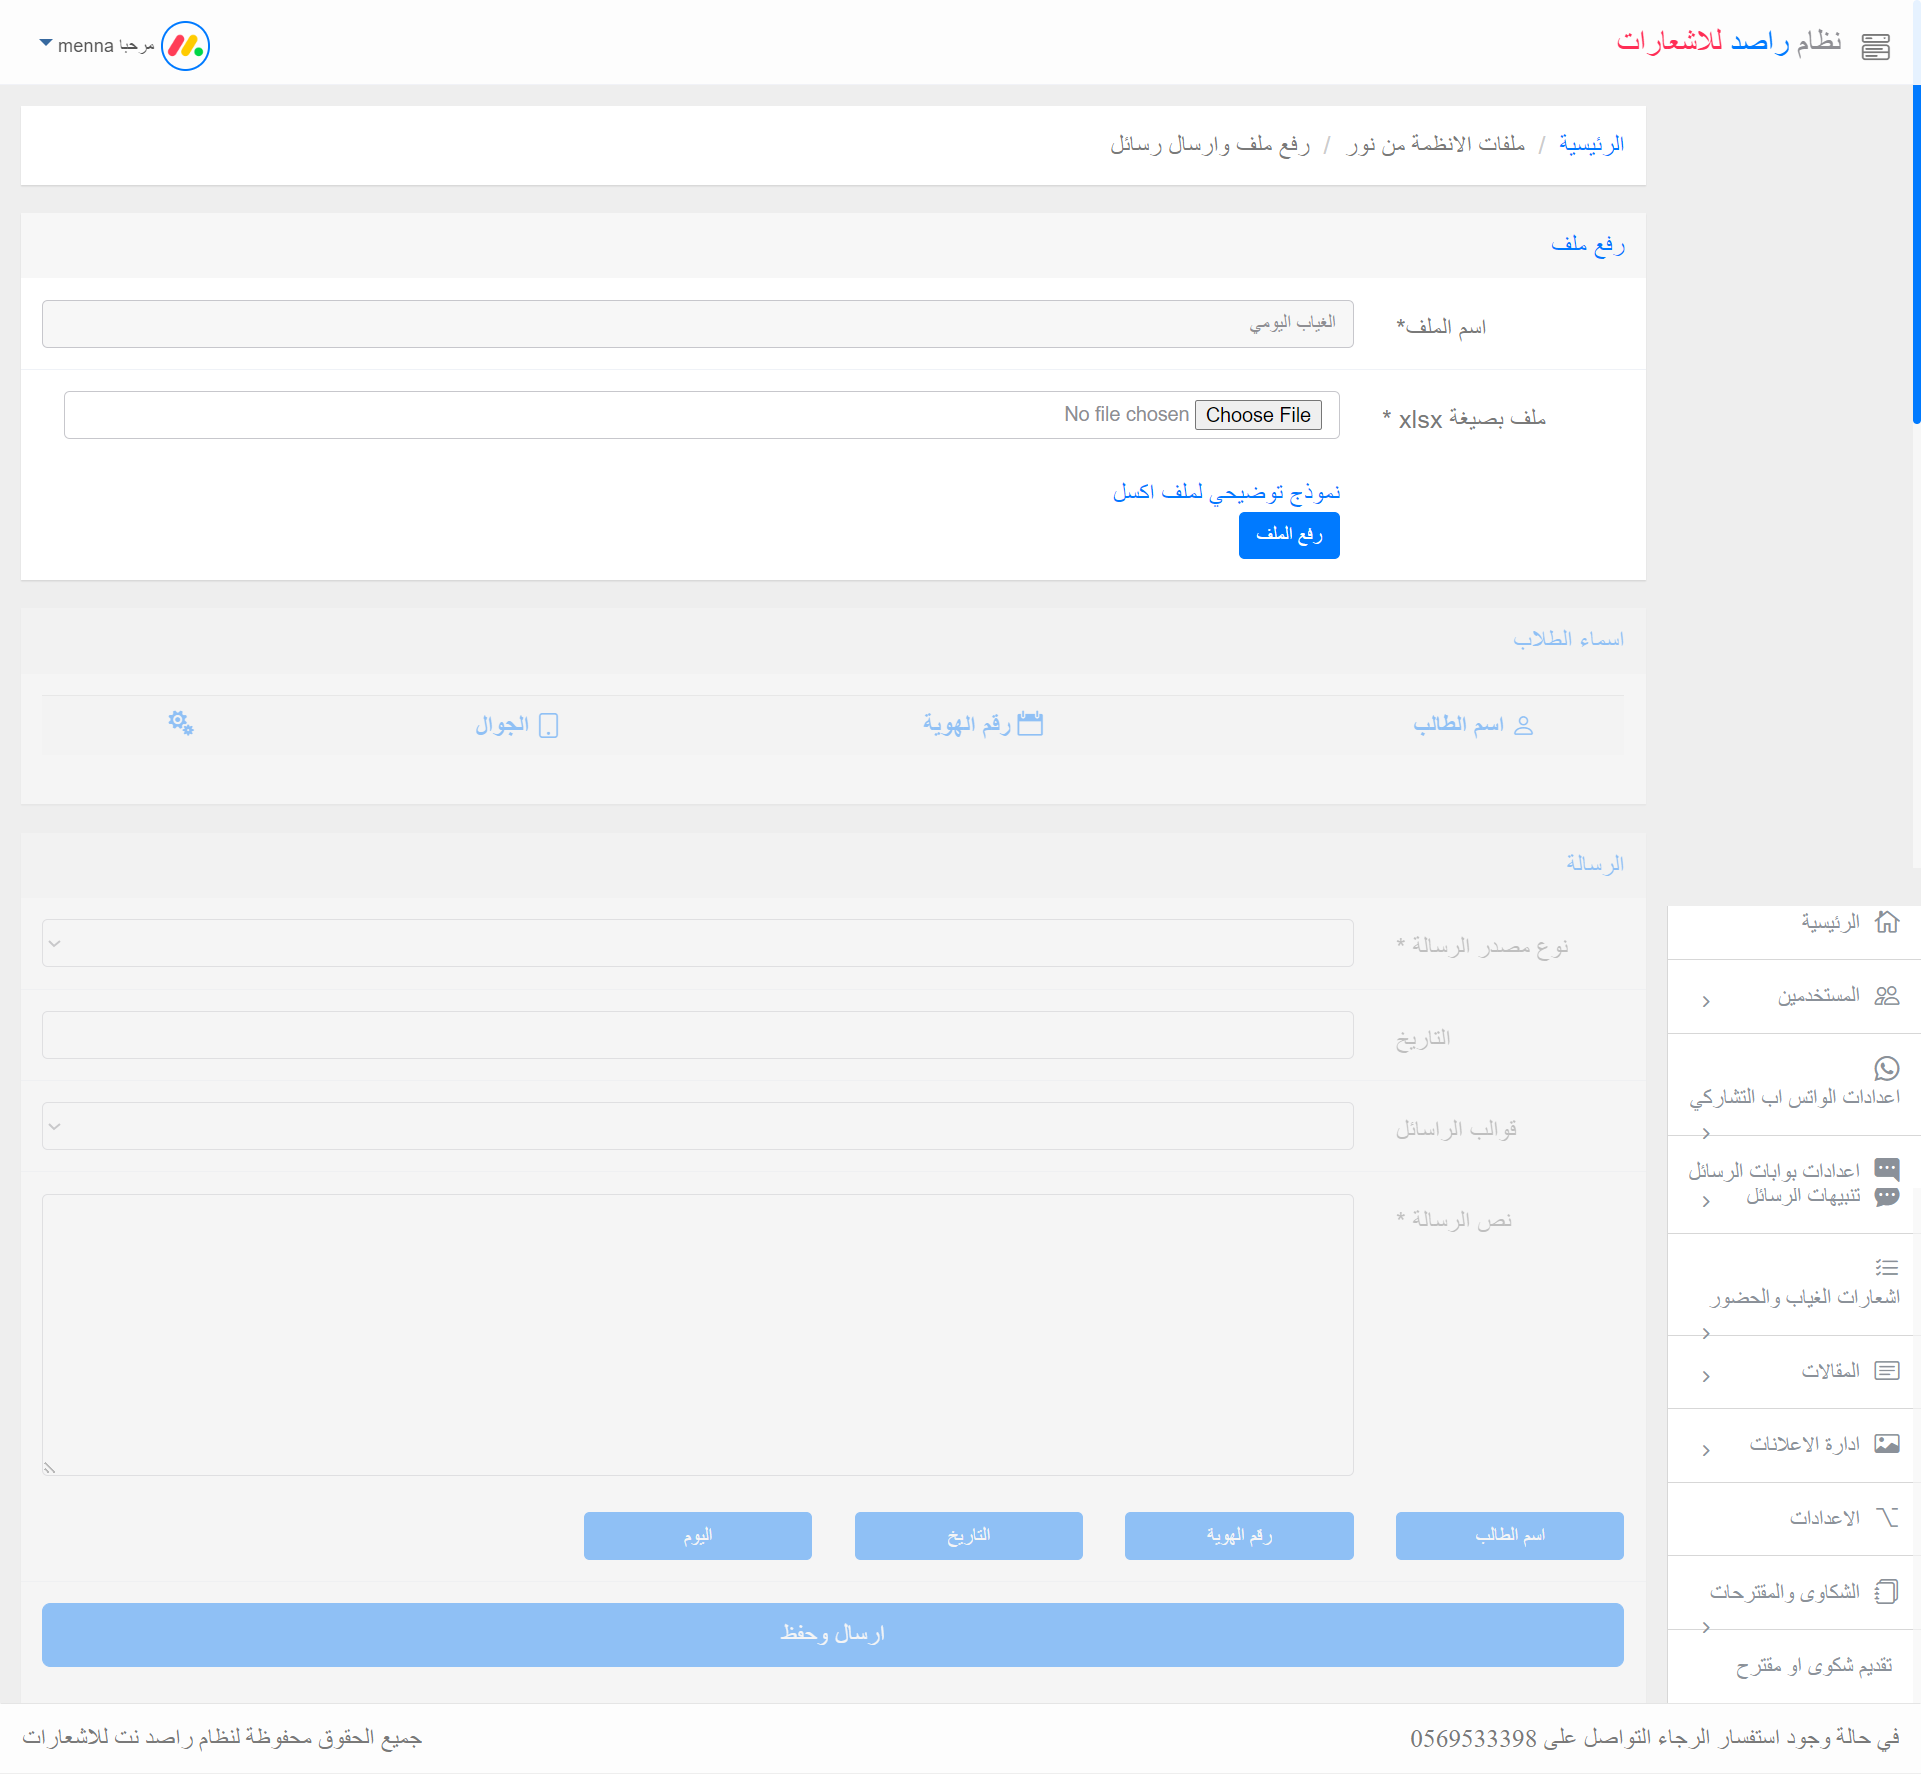 نظام راصد للاشعارات
مرحبا menna
الرئيسية / ملفات الانظمة من نور / رفع ملف وارسال رسائل
رفع ملف
اسم الملف*
الغياب اليومي
ملف بصيغة xlsx *
Choose File No file chosen
نموذج توضيحي لملف اكسل
رفع الملف
اسماء الطلاب
اسم الطالب رقم الهوية الجوال
الرسالة
نوع مصدر الرسالة *
التاريخ
قوالب الراسائل
نص الرسالة *
اسم الطالب رقم الهوية التاريخ اليوم
ارسال وحفظ
الرئيسية
المستخدمين
اعدادات الواتس اب التشاركي
اعدادات بوابات الرسائل
تنبيهات الرسائل
اشعارات الغياب والحضور
المقالات
ادارة الاعلانات
الاعدادات
الشكاوى والمقترحات
تقديم شكوى او مقترح
في حالة وجود استفسار الرجاء التواصل على 0569533398
جميع الحقوق محفوظة لنظام راصد نت للاشعارات